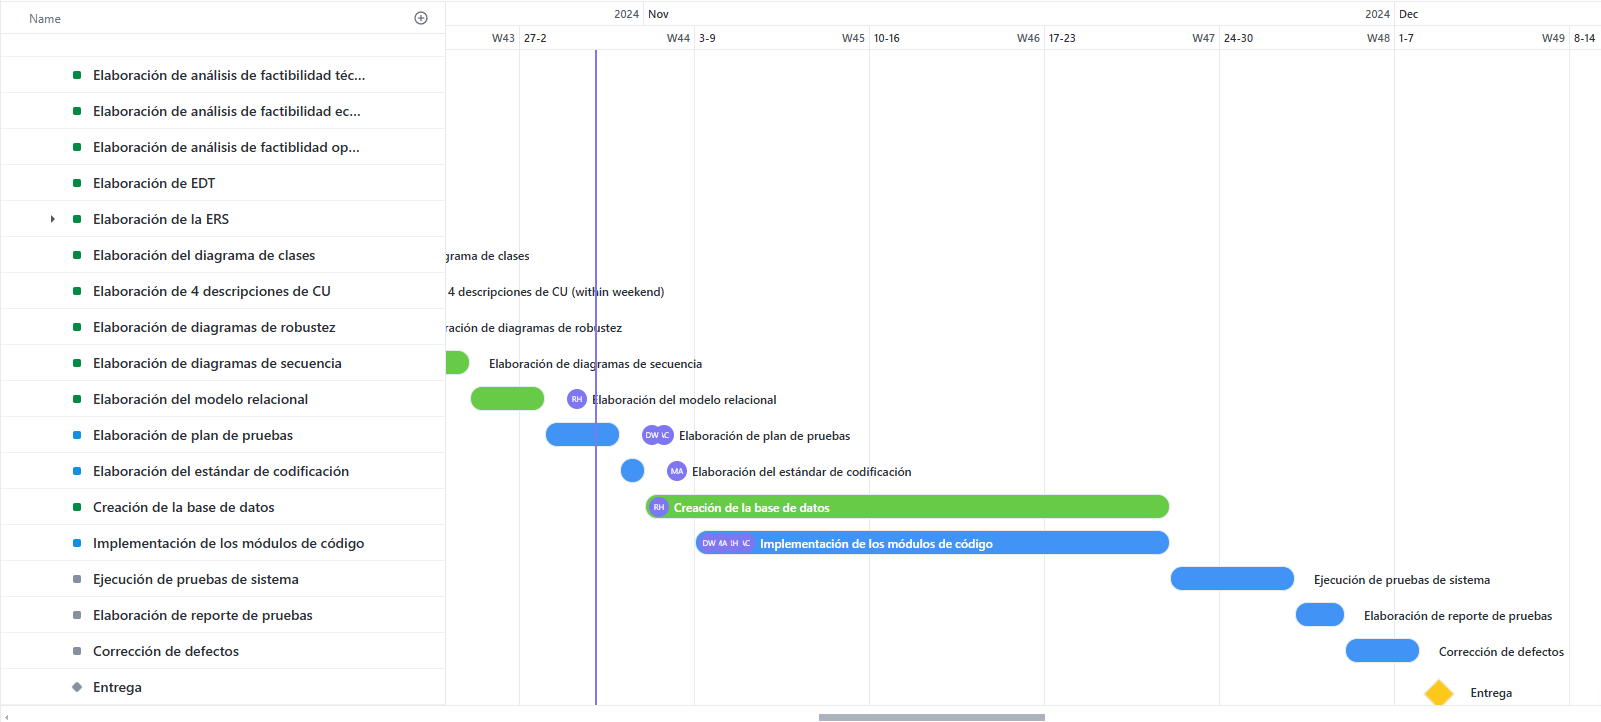 Name
2024 Nov 2024 Dec
W43 27-2 W44 3-9 W45 10-16 W46 17-23 W47 24-30 W48 1-7 W49 8-14
Elaboración de análisis de factibilidad téc...
Elaboración de análisis de factibilidad ec...
Elaboración de análisis de factiblidad op...
Elaboración de EDT
Elaboración de la ERS
Elaboración del diagrama de clases grama de clases
Elaboración de 4 descripciones de CU 4 descripciones de CU (within weekend)
Elaboración de diagramas de robustez ración de diagramas de robustez
Elaboración de diagramas de secuencia Elaboración de diagramas de secuencia
Elaboración del modelo relacional RH Elaboración del modelo relacional
Elaboración de plan de pruebas DW Elaboración de plan de pruebas
Elaboración del estándar de codificación MA Elaboración del estándar de codificación
Creación de la base de datos RH Creación de la base de datos
Implementación de los módulos de código DW Implementación de los módulos de código
Ejecución de pruebas de sistema Ejecución de pruebas de sistema
Elaboración de reporte de pruebas Elaboración de reporte de pruebas
Corrección de defectos Corrección de defectos
Entrega Entrega